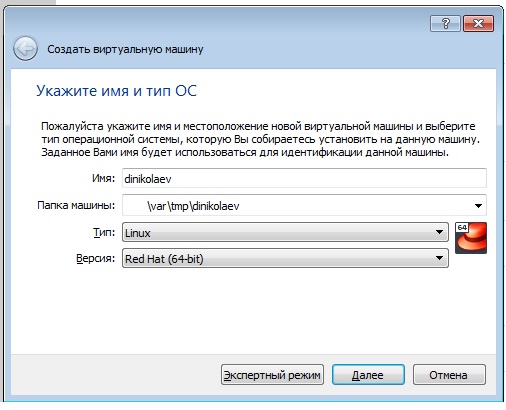 ?
Создать виртуальную машину
Укажите имя и тип ОС
Пожалуйста укажите имя и местоположение новой виртуальной машины и выберите
тип операционной системы, которую Вы собираетесь установить на данную машину.
Заданное Вами имя будет использоваться для идентификации данной машины.
Имя: dinikolaev
Папка машины: \var\tmp\dinikolaev
Тип: Linux
64
Версия: Red Hat (64-bit)
Экспертный режим Далее Отмена